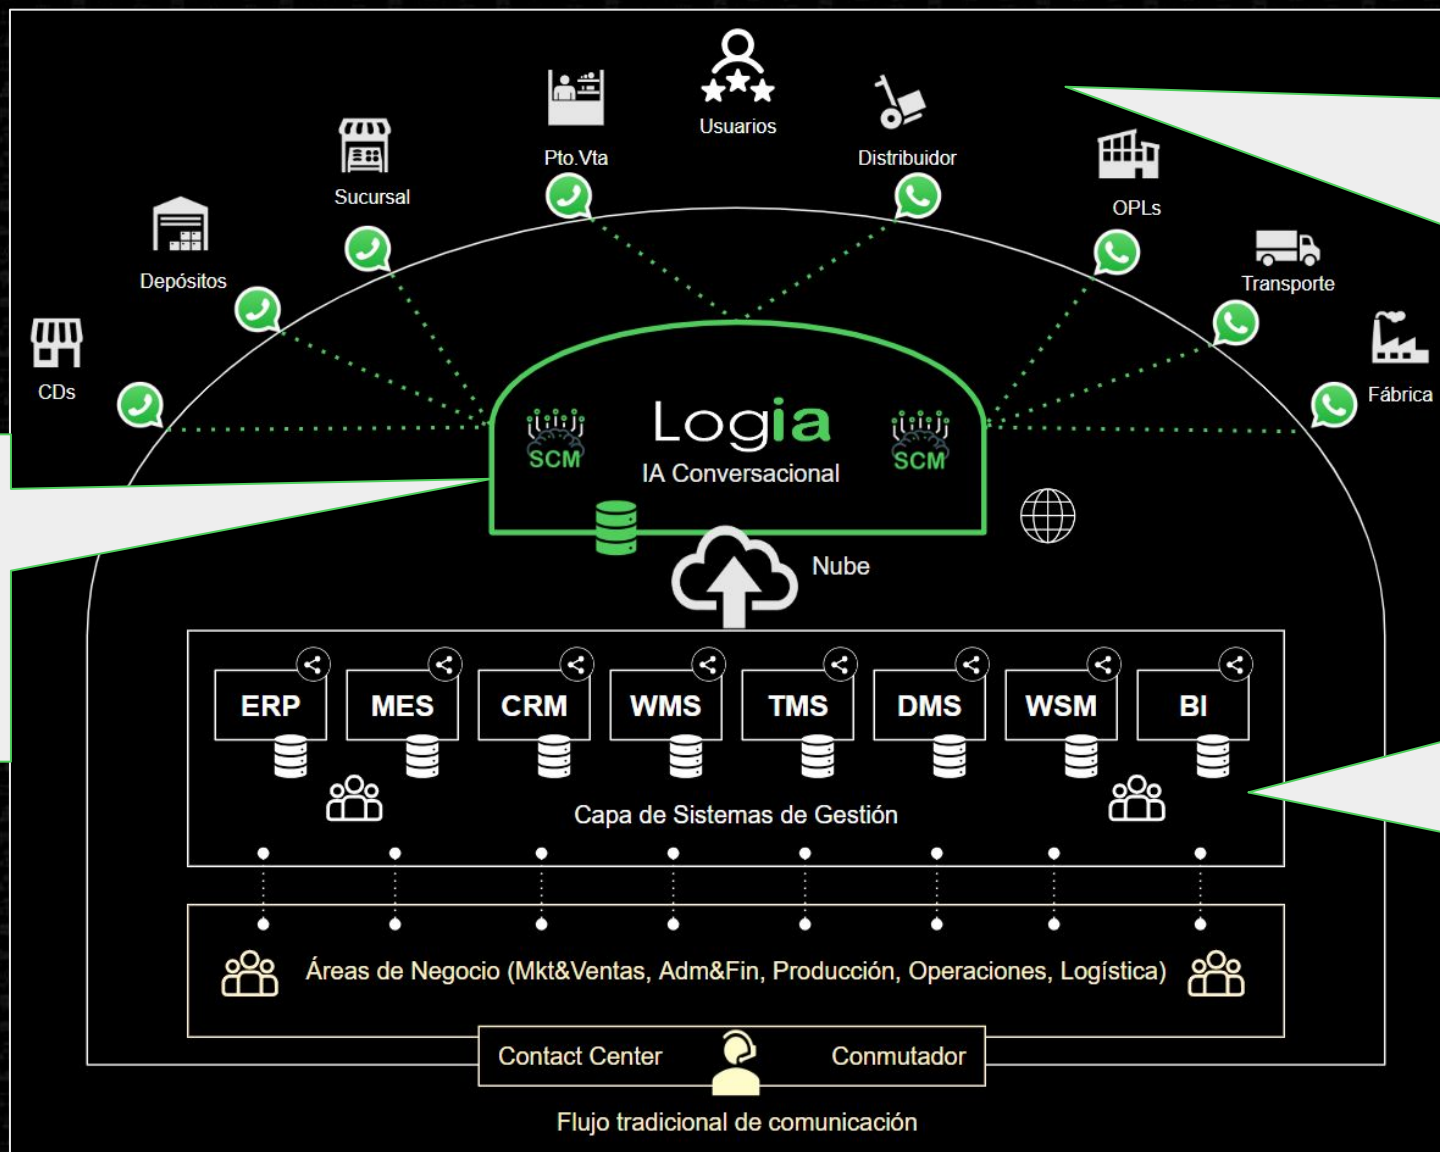 Usuarios
Pto.Vta
Distribuidor
Sucursal
OPLs
Depósitos
Transporte
CDs
Fábrica
Logia
SCM
SCM
IA Conversacional
Nube
ERP
MES
CRM
WMS
TMS
DMS
WSM
BI
Capa de Sistemas de Gestión
Áreas de Negocio (Mkt&Ventas, Adm&Fin, Producción, Operaciones, Logística)
Contact Center
Conmutador
Flujo tradicional de comunicación